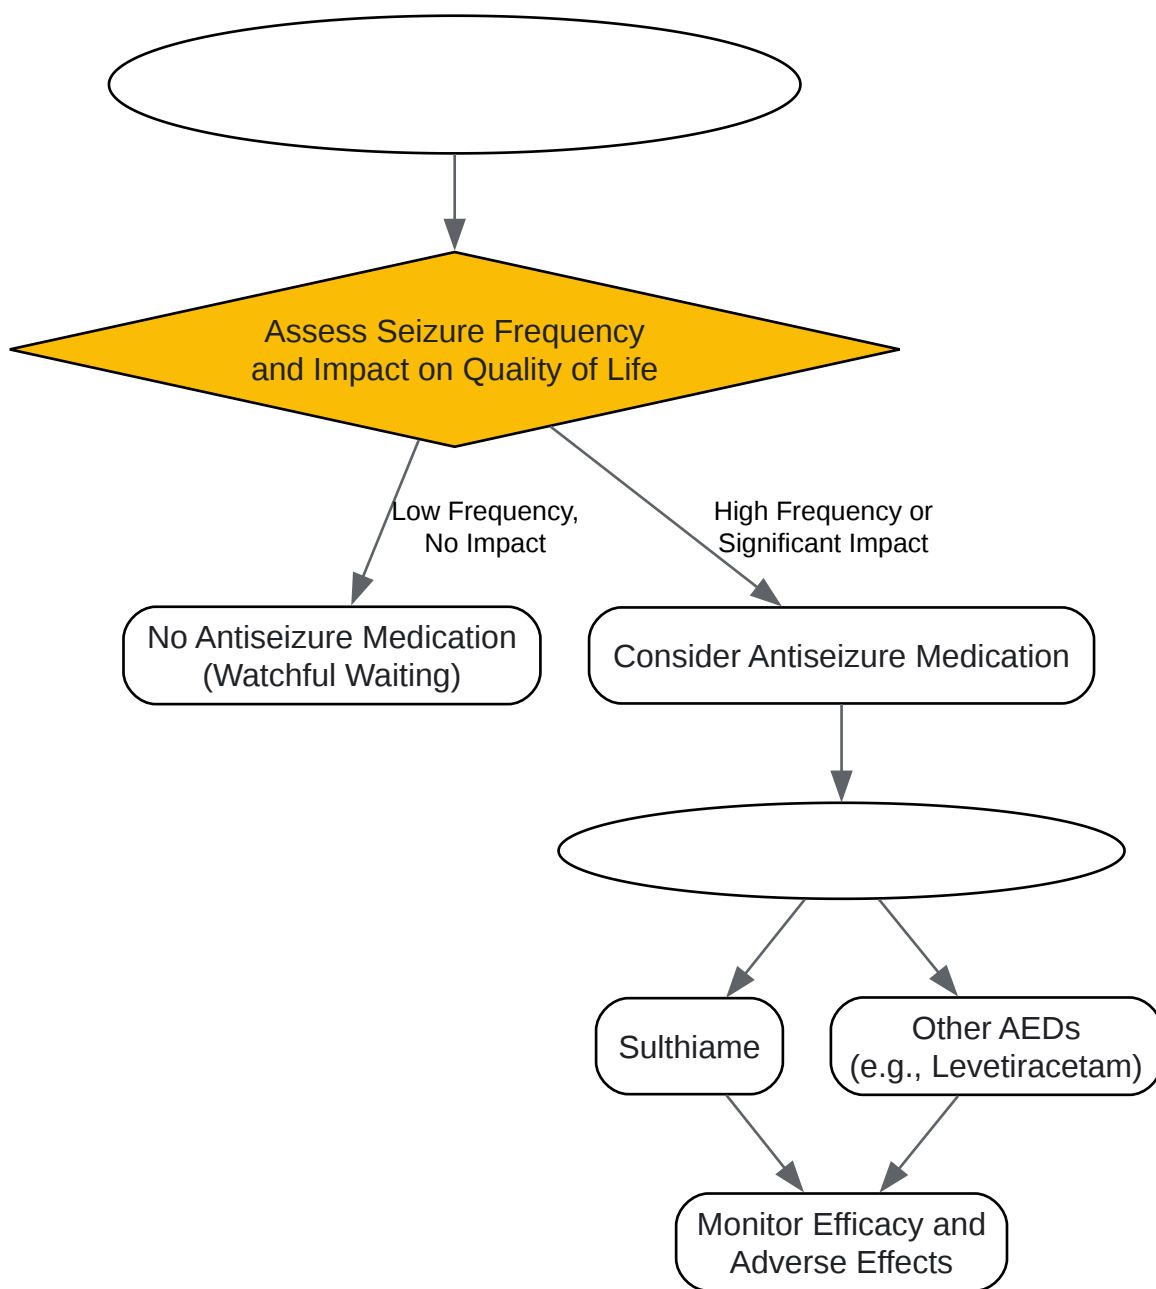 Assess Seizure Frequency
and Impact on Quality of Life
Low Frequency,
No Impact
High Frequency or
Significant Impact
No Antiseizure Medication
(Watchful Waiting)
Consider Antiseizure Medication
Sulthiame
Other AEDs
(e.g., Levetiracetam)
Monitor Efficacy and
Adverse Effects